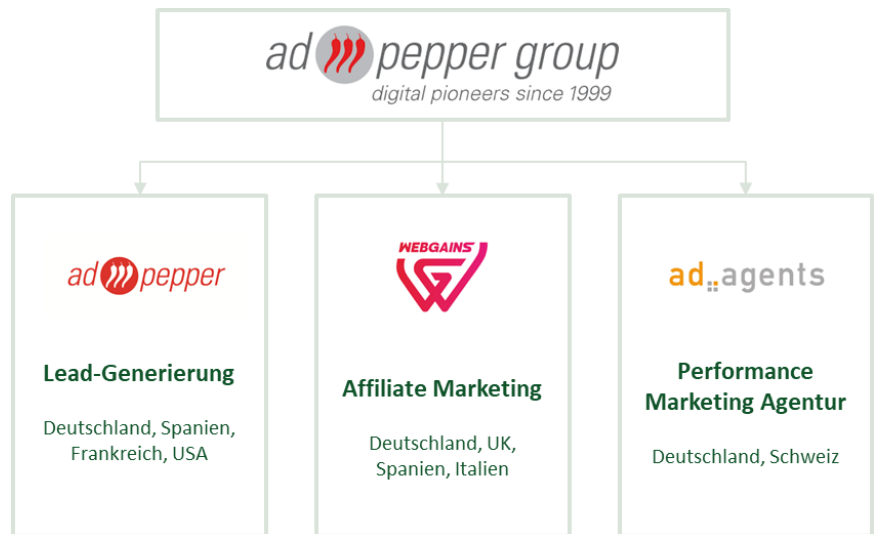 ad pepper group
digital pioneers since 1999
ad pepper
Lead-Generierung
Deutschland, Spanien,
Frankreich, USA
WEBGAINS
Affiliate Marketing
Deutschland, UK,
Spanien, Italien
ad agents
Performance
Marketing Agentur
Deutschland, Schweiz